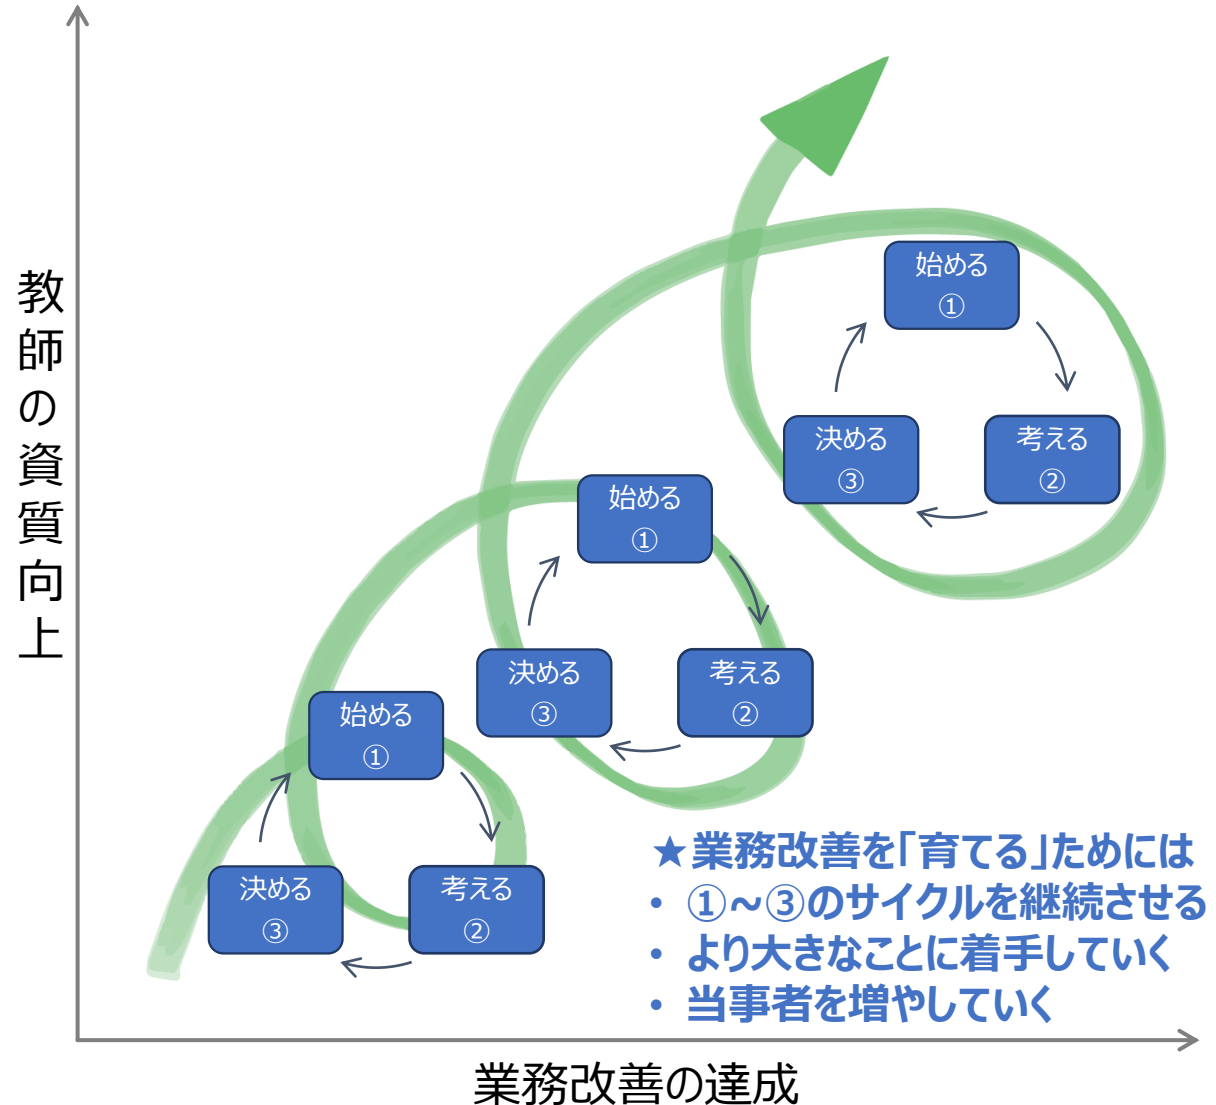 教師の資質向上
始める
①
決める
③
考える
②
始める
①
決める
③
考える
②
始める
①
決める
③
考える
②
★業務改善を「育てる」ためには
• ①~③のサイクルを継続させる
• より大きなことに着手していく
• 当事者を増やしていく
業務改善の達成